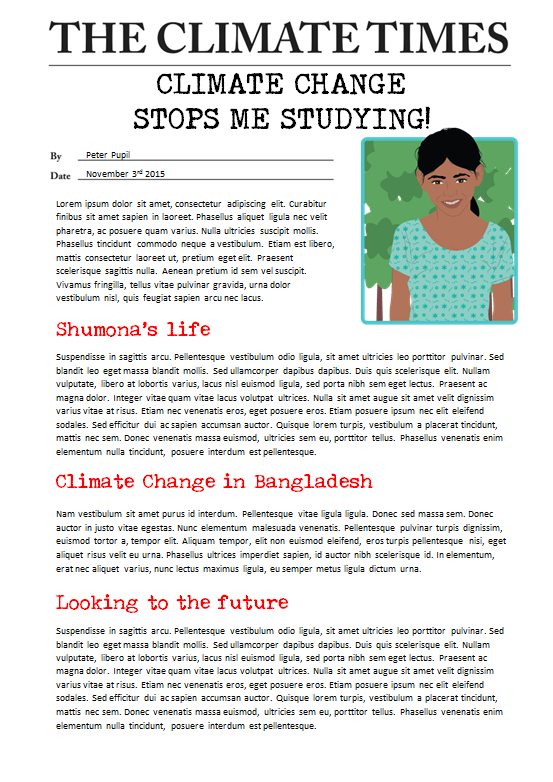 THE CLIMATE TIMES
CLIMATE CHANGE
STOPS ME STUDYING!
By Peter Pupil
Date November 3rd 2015
Lorem ipsum dolor sit amet, consectetur adipiscing elit. Curabitur
finibus sit amet sapien in laoreet. Phasellus aliquet ligula nec velit
pharetra, ac posuere quam varius. Nulla ultricies suscipit mollis.
Phasellus tincidunt commodo neque a vestibulum. Etiam est libero,
mattis consectetur laoreet ut, pretium eget elit. Praesent
scelerisque sagittis nulla. Aenean pretium id sem vel suscipit.
Vivamus fringilla, tellus vitae pulvinar gravida, urna dolor
vestibulum nisl, quis feugiat sapien arcu nec lacus.
Shumona's life
Suspendisse in sagittis arcu. Pellentesque vestibulum odio ligula, sit amet ultricies leo porttitor pulvinar. Sed
blandit leo eget massa blandit mollis. Sed ullamcorper dapibus dapibus. Duis quis scelerisque elit. Nullam
vulputate, libero at lobortis varius, lacus nisl euismod ligula, sed porta nibh sem eget lectus. Praesent ac
magna dolor. Integer vitae quam vitae lacus volutpat ultrices. Nulla sit amet augue sit amet velit dignissim
varius vitae at risus. Etiam nec venenatis eros, eget posuere eros. Etiam posuere ipsum nec elit eleifend
sodales. Sed efficitur dui ac sapien accumsan auctor. Quisque lorem turpis, vestibulum a placerat tincidunt,
mattis nec sem. Donec venenatis massa euismod, ultricies sem eu, porttitor tellus. Phasellus venenatis enim
elementum nulla tincidunt, posuere interdum est pellentesque.
Climate Change in Bangladesh
Nam vestibulum sit amet purus id interdum. Pellentesque vitae ligula ligula. Donec sed massa sem. Donec
auctor in justo vitae egestas. Nunc elementum malesuada venenatis. Pellentesque pulvinar turpis dignissim,
euismod tortor a, tempor elit. Aliquam tempor, elit non euismod eleifend, eros turpis pellentesque nisi, eget
aliquet risus velit eu urna. Phasellus ultrices imperdiet sapien, id auctor nibh scelerisque id. In elementum,
erat nec aliquet varius, nunc lectus maximus ligula, eu semper metus ligula dictum urna.
Looking to the future
Suspendisse in sagittis arcu. Pellentesque vestibulum odio ligula, sit amet ultricies leo porttitor pulvinar. Sed
blandit leo eget massa blandit mollis. Sed ullamcorper dapibus dapibus. Duis quis scelerisque elit. Nullam
vulputate, libero at lobortis varius, lacus nisl euismod ligula, sed porta nibh sem eget lectus. Praesent ac
magna dolor. Integer vitae quam vitae lacus volutpat ultrices. Nulla sit amet augue sit amet velit dignissim
varius vitae at risus. Etiam nec venenatis eros, eget posuere eros. Etiam posuere ipsum nec elit eleifend
sodales. Sed efficitur dui ac sapien accumsan auctor. Quisque lorem turpis, vestibulum a placerat tincidunt,
mattis nec sem. Donec venenatis massa euismod, ultricies sem eu, porttitor tellus. Phasellus venenatis enim
elementum nulla tincidunt, posuere interdum est pellentesque.